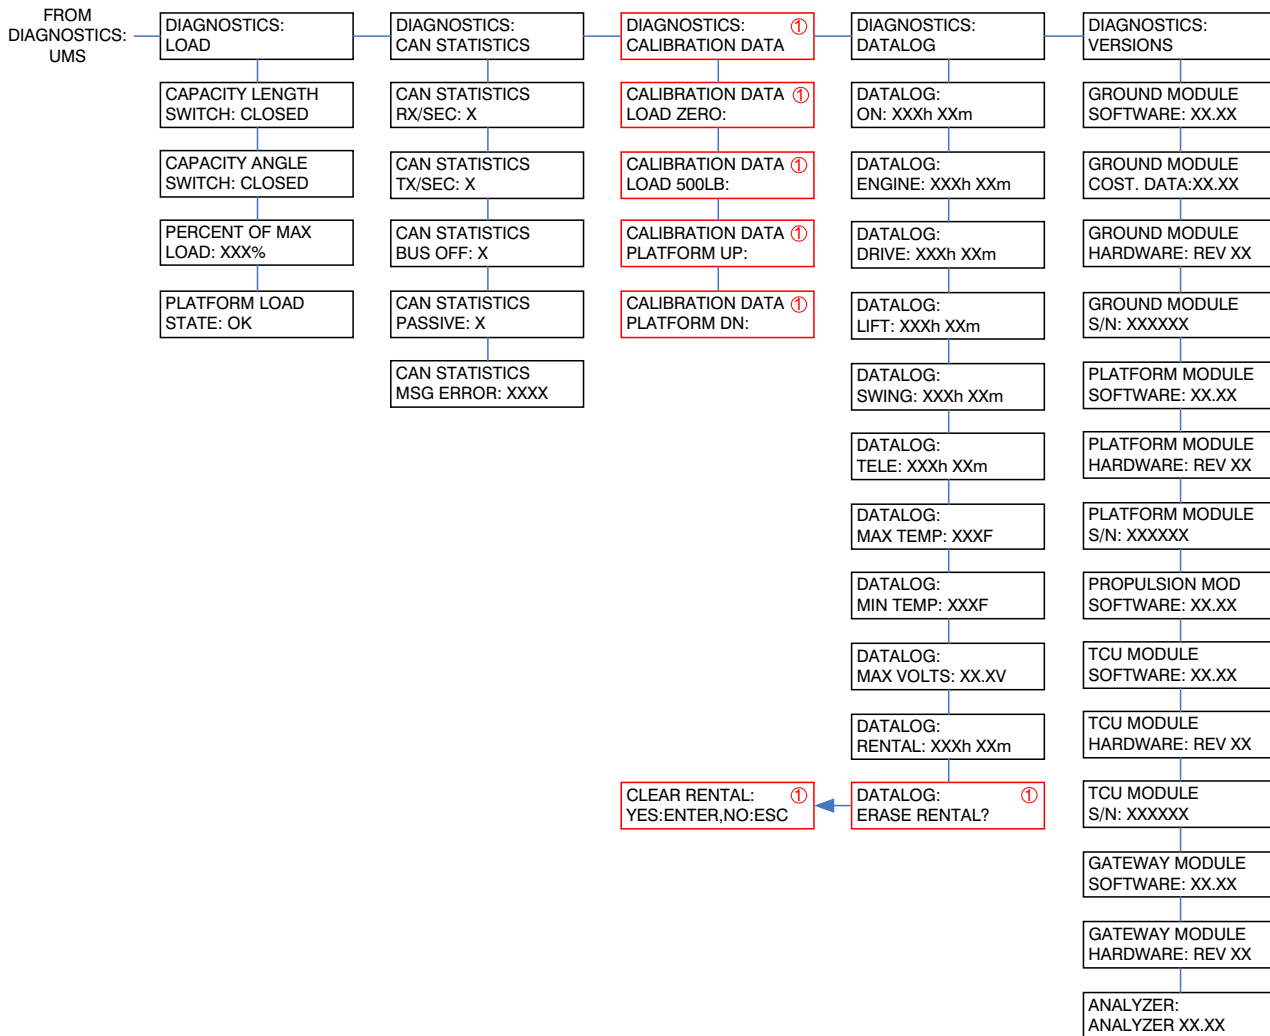 FROM
DIAGNOSTICS:
UMS
DIAGNOSTICS:
LOAD
CAPACITY LENGTH
SWITCH: CLOSED
CAPACITY ANGLE
SWITCH: CLOSED
PERCENT OF MAX
LOAD: XXX%
PLATFORM LOAD
STATE: OK
DIAGNOSTICS:
CAN STATISTICS
CAN STATISTICS
RX/SEC: X
CAN STATISTICS
TX/SEC: X
CAN STATISTICS
BUS OFF: X
CAN STATISTICS
PASSIVE: X
CAN STATISTICS
MSG ERROR: XXXX
DIAGNOSTICS: ①
CALIBRATION DATA
CALIBRATION DATA ①
LOAD ZERO:
CALIBRATION DATA ①
LOAD 500LB:
CALIBRATION DATA ①
PLATFORM UP:
CALIBRATION DATA ①
PLATFORM DN:
DIAGNOSTICS:
DATALOG
DATALOG:
ON: XXXh XXm
DATALOG:
ENGINE: XXXh XXm
DATALOG:
DRIVE: XXXh XXm
DATALOG:
LIFT: XXXh XXm
DATALOG:
SWING: XXXh XXm
DATALOG:
TELE: XXXh XXm
DATALOG:
MAX TEMP: XXXF
DATALOG:
MIN TEMP: XXXF
DATALOG:
MAX VOLTS: XX.XV
DATALOG:
RENTAL: XXXh XXm
DATALOG: ①
ERASE RENTAL?
CLEAR RENTAL: ①
YES:ENTER,NO:ESC
DIAGNOSTICS:
VERSIONS
GROUND MODULE
SOFTWARE: XX.XX
GROUND MODULE
COST. DATA:XX.XX
GROUND MODULE
HARDWARE: REV XX
GROUND MODULE
S/N: XXXXXX
PLATFORM MODULE
SOFTWARE: XX.XX
PLATFORM MODULE
HARDWARE: REV XX
PLATFORM MODULE
S/N: XXXXXX
PROPULSION MOD
SOFTWARE: XX.XX
TCU MODULE
SOFTWARE: XX.XX
TCU MODULE
HARDWARE: REV XX
TCU MODULE
S/N: XXXXXX
GATEWAY MODULE
SOFTWARE: XX.XX
GATEWAY MODULE
HARDWARE: REV XX
ANALYZER:
ANALYZER XX.XX